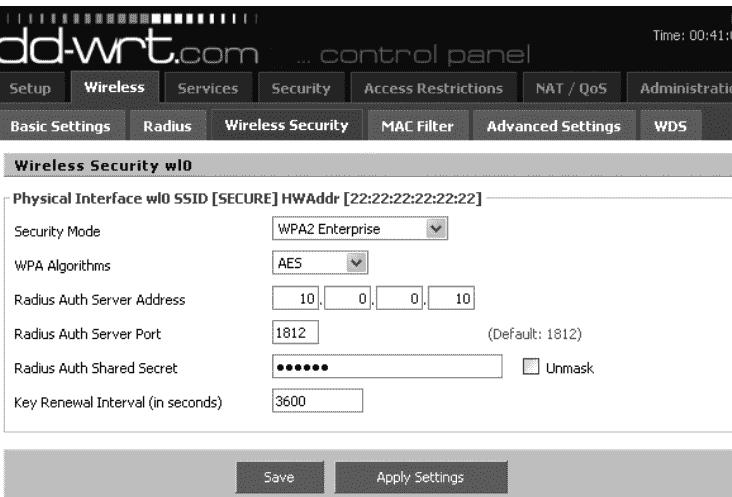 dd-wrt.com ... control panel
Time: 00:41:
Setup Wireless Services Security Access Restrictions NAT / QoS Administratio
Basic Settings Radius Wireless Security MAC Filter Advanced Settings WDS
Wireless Security wl0
Physical Interface wl0 SSID [SECURE] HWAddr [22:22:22:22:22:22]
Security Mode WPA2 Enterprise
WPA Algorithms AES
Radius Auth Server Address 10. 0. 0. 10
Radius Auth Server Port 1812 (Default: 1812)
Radius Auth Shared Secret •••••• Unmask
Key Renewal Interval (in seconds) 3600
Save Apply Settings